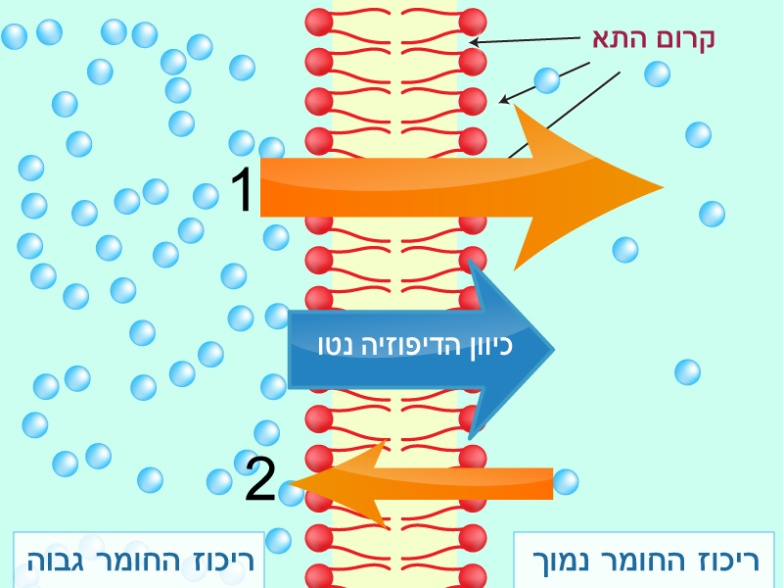 קרום התא
1
כיוון הדיפוזיה נטו
2
ריכוז החומר נמוך
ריכוז החומר גבוה